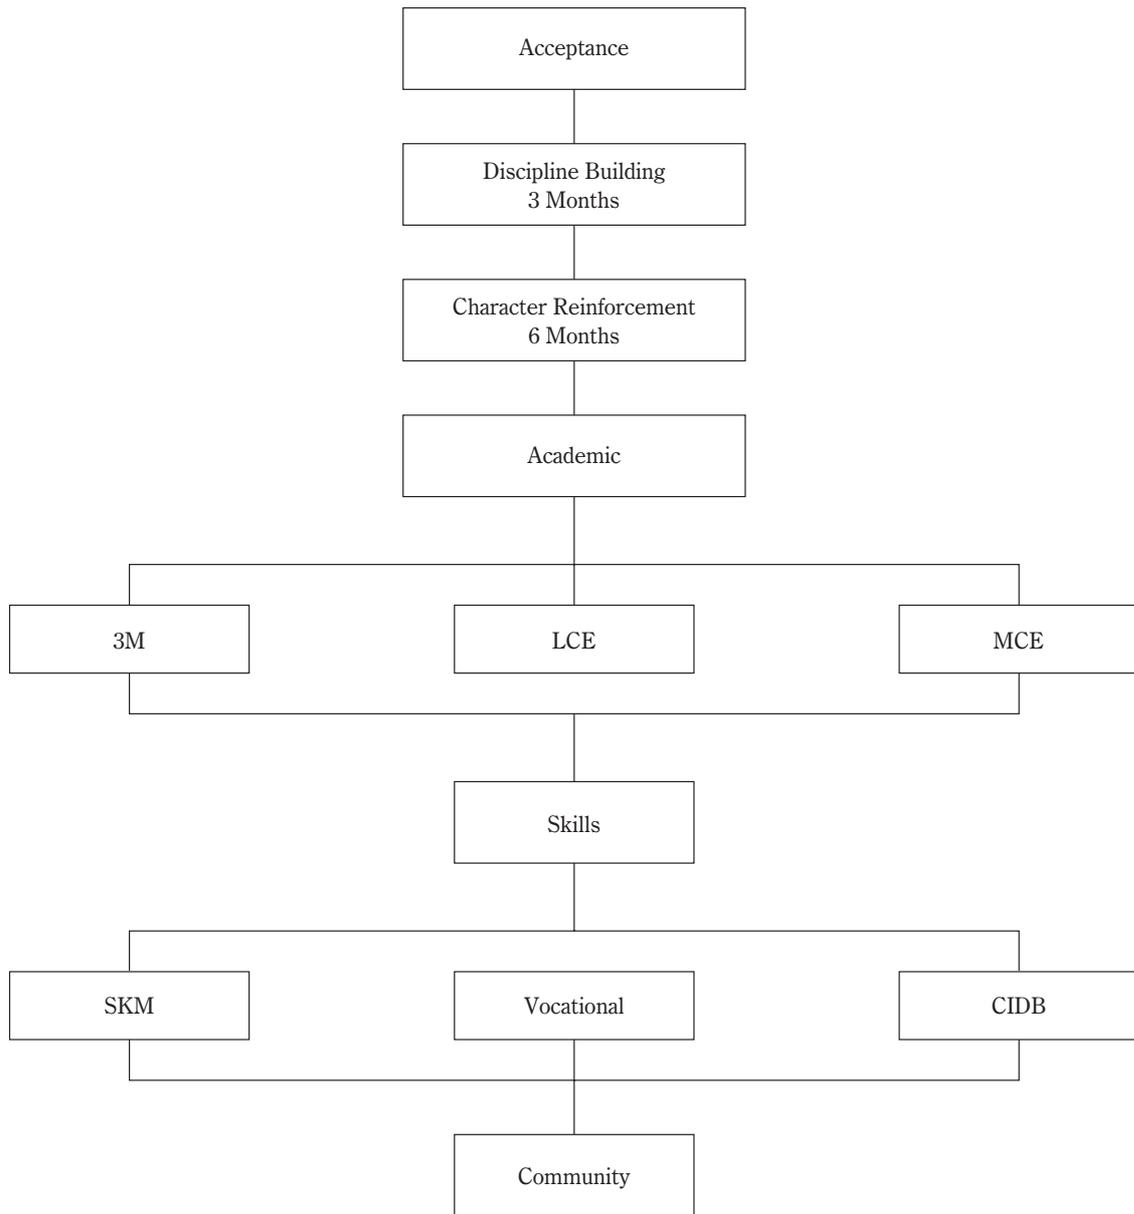 Acceptance
Discipline Building
3 Months
Character Reinforcement
6 Months
Academic
3M
LCE
MCE
Skills
SKM
Vocational
CIDB
Community